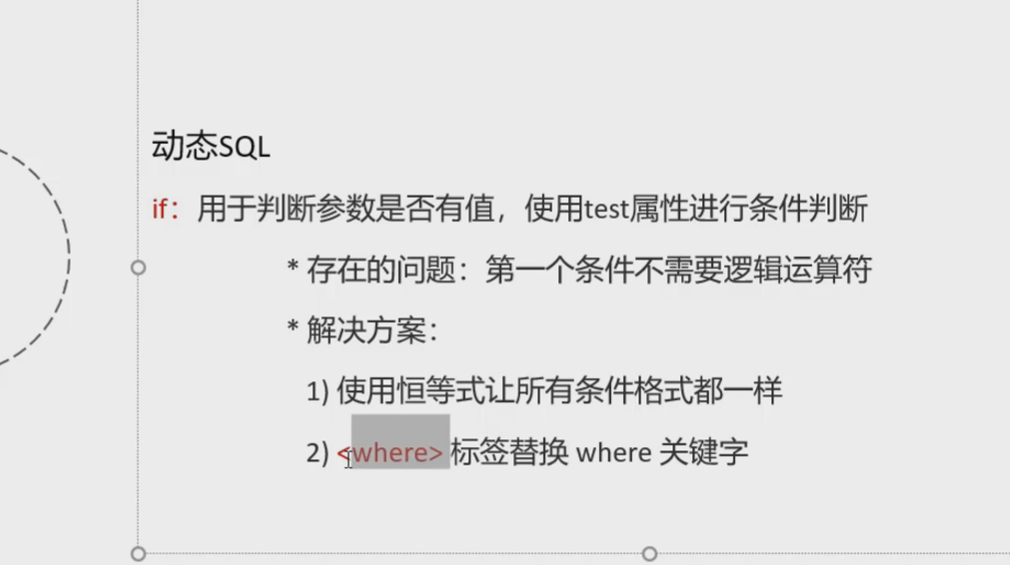 动态SQL
if：用于判断参数是否有值，使用test属性进行条件判断
* 存在的问题：第一个条件不需要逻辑运算符
* 解决方案：
1) 使用恒等式让所有条件格式都一样
2) <where> 标签替换 where 关键字